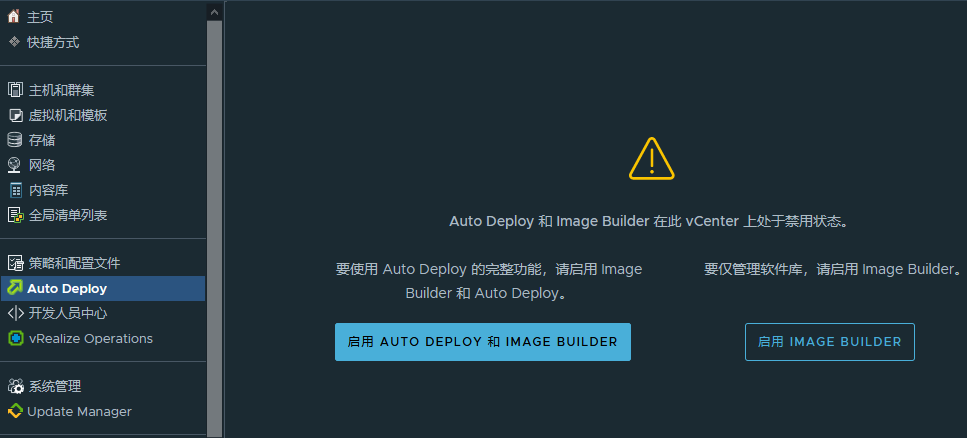 主页
快捷方式
主机和群集
虚拟机和模板
存储
网络
内容库
全局清单列表
策略和配置文件
Auto Deploy
开发人员中心
vRealize Operations
系统管理
Update Manager
Auto Deploy 和 Image Builder 在此 vCenter 上处于禁用状态。
要使用 Auto Deploy 的完整功能，请启用 Image
Builder 和 Auto Deploy。
启用 AUTO DEPLOY 和 IMAGE BUILDER
要仅管理软件库，请启用 Image Builder。
启用 IMAGE BUILDER